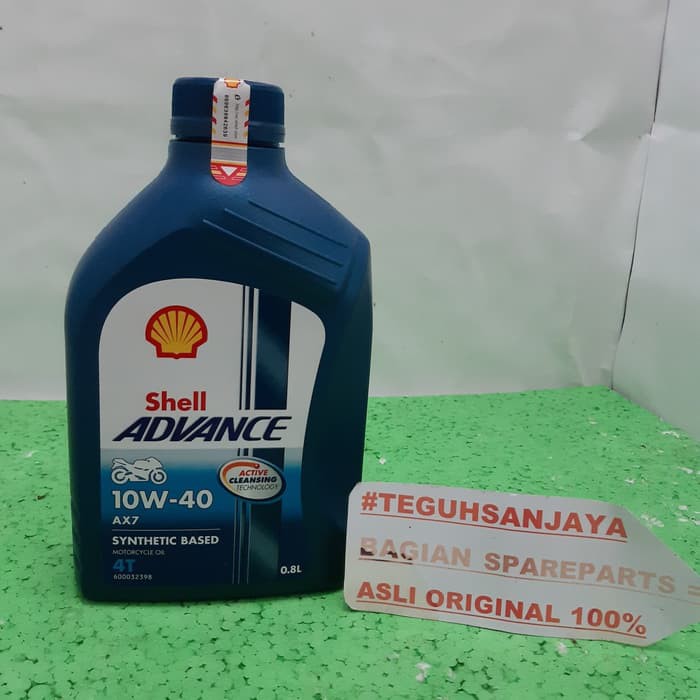 Shell
ADVANCE
ACTIVE
CLEANSING
TECHNOLOGY
10W-40
AX7
SYNTHETIC BASED
MOTORCYCLE OIL
4T
600032398
0.8L
#TEGUHSANJAYA
BAGIAN SPAREPARTS =
ASLI ORIGINAL 100%